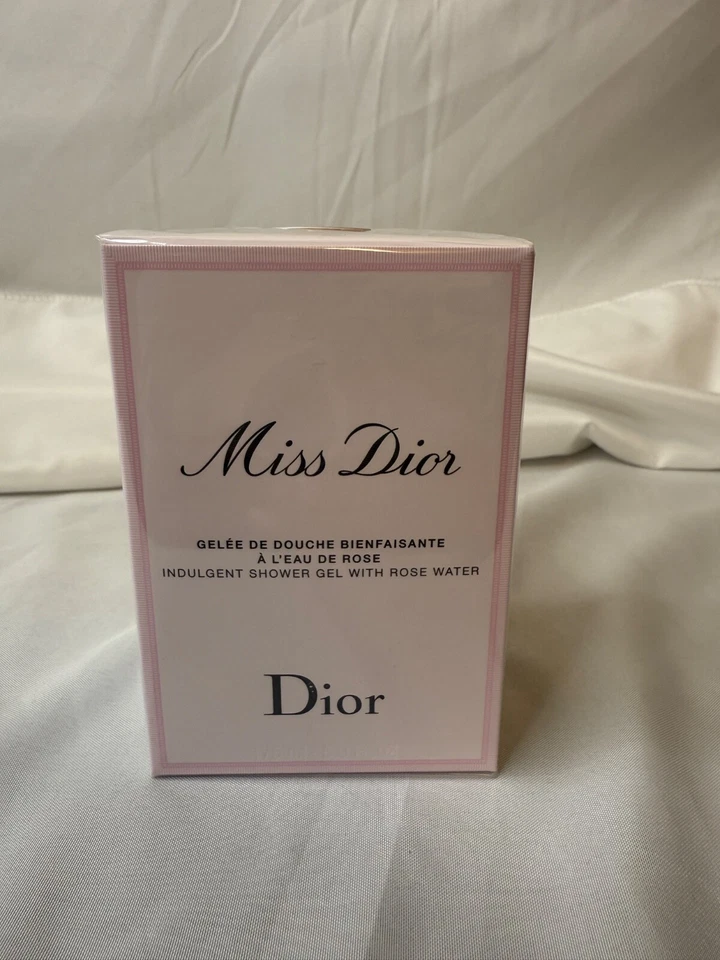 Miss Dior
GELÉE DE DOUCHE BIENFAISANTE
À L'EAU DE ROSE
INDULGENT SHOWER GEL WITH ROSE WATER
Dior